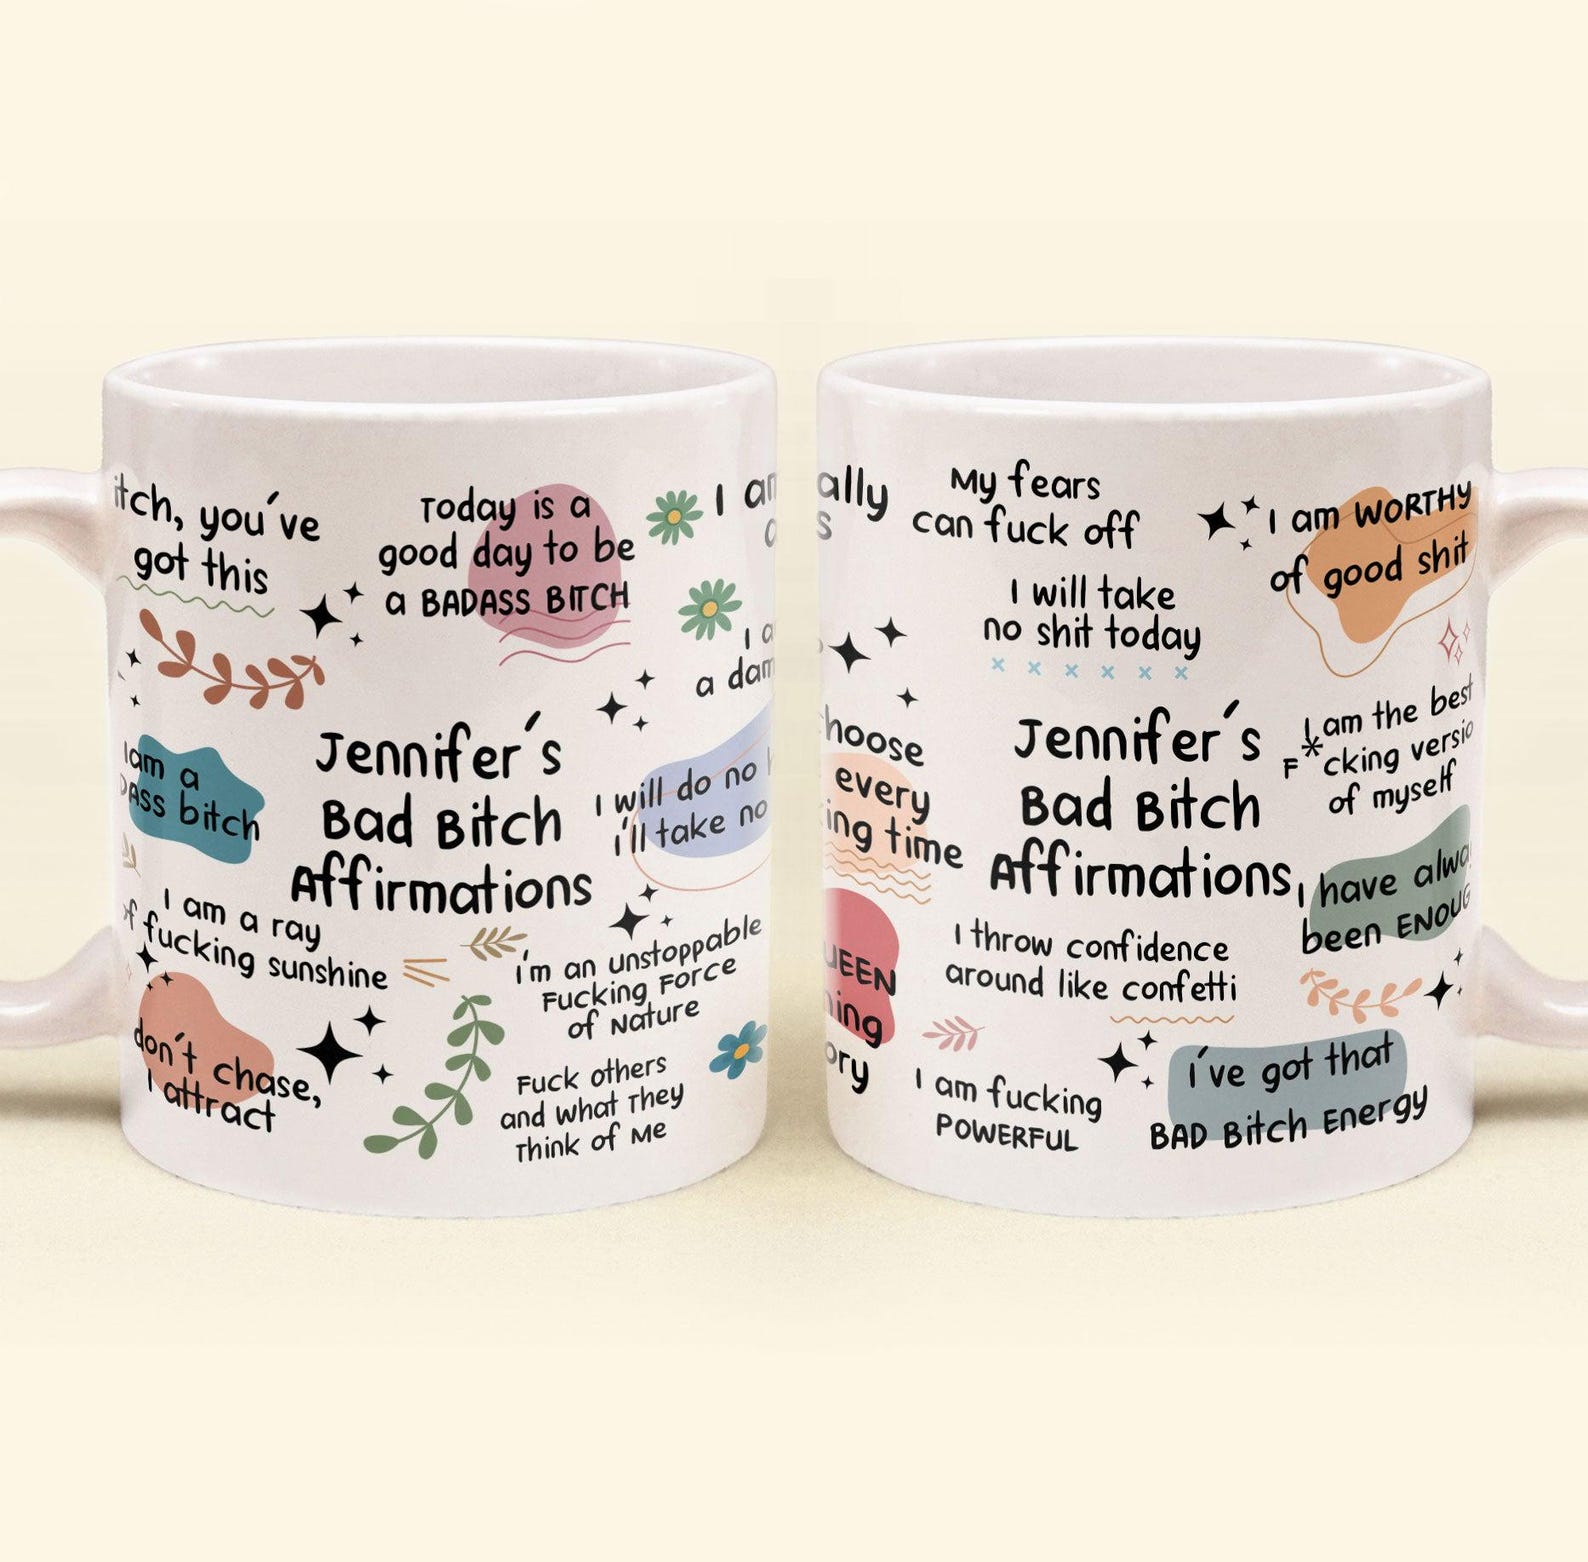 itch, you've
got this
Today is a
good day to be
a BADASS BITCH
I am
I a
a dam
Iam a
DASS bitch
Jennifer's
Bad Bitch
Affirmations
I will do no h
i'll take no
I am a ray
of fucking sunshine
i'm an unstoppable
Fucking Force
of Nature
don't chase,
I attract
Fuck others
and what They
Think of Me
ally
s
My fears
can fuck off
I am WORTHY
of good shit
I will take
no shit today
hoose
every
ing time
Jennifer's
Bad Bitch
Affirmations
I am the best
F*cking versio
of myself
I have alwa
been ENOUG
UEEN
ning
ory
I throw confidence
around like confetti
I am fucking
POWERFUL
i've got that
BAD Bitch Energy